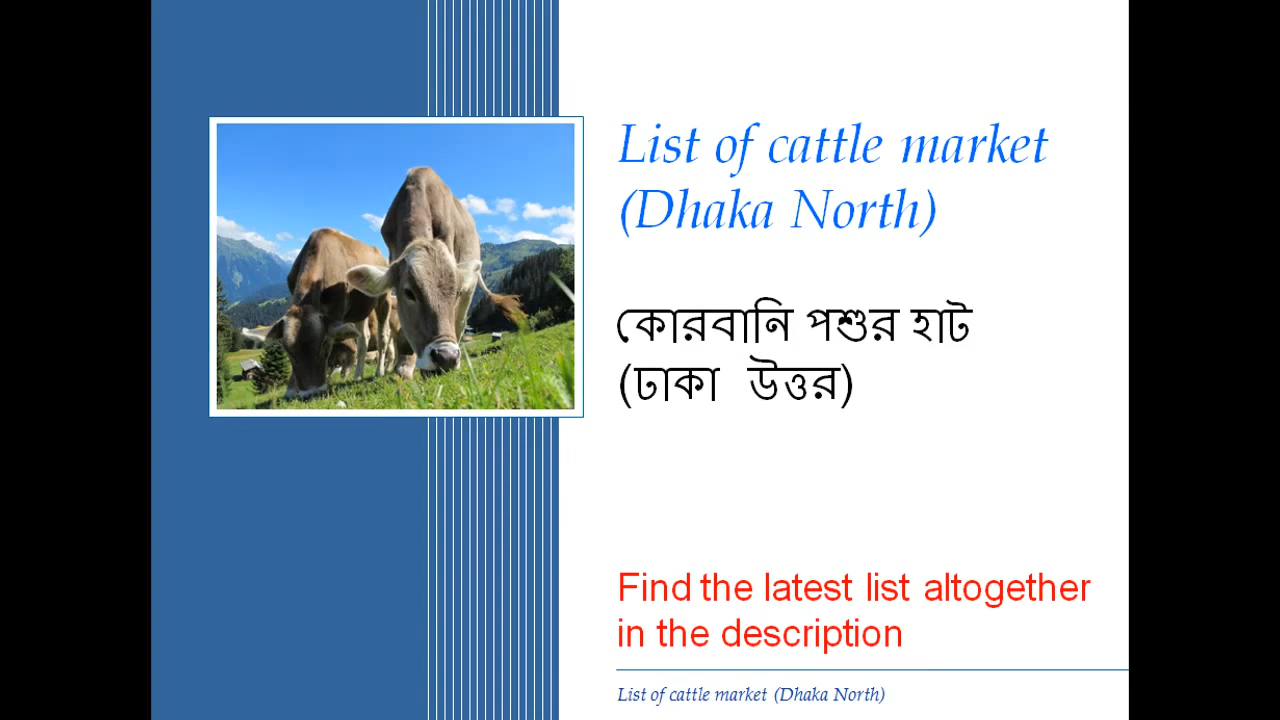 List of cattle market
(Dhaka North)
কোরবানি পশুর হাট
(ঢাকা উত্তর)
Find the latest list altogether
in the description
List of cattle market (Dhaka North)